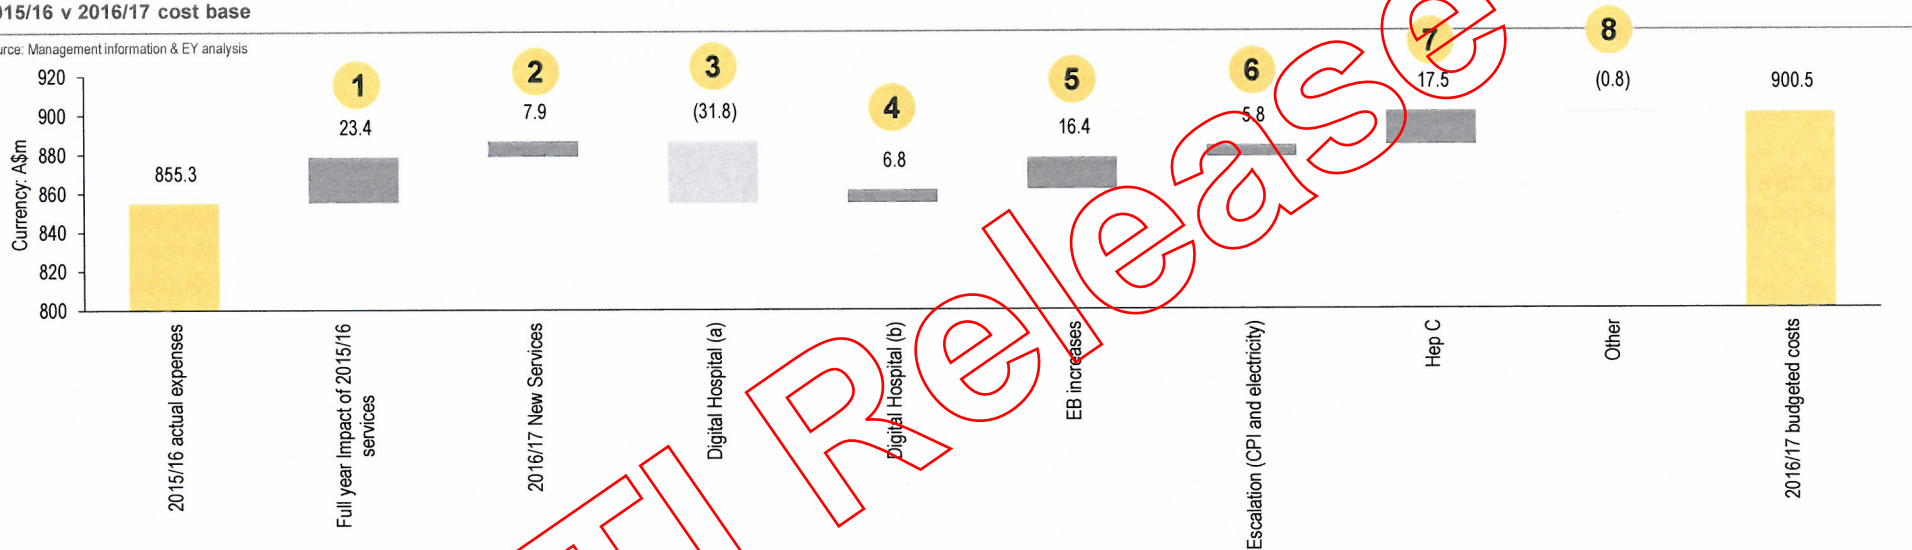 015/16 v 2016/17 cost base
urce: Management information & EY analysis
1
2
3
4
5
6
7
8
23.4
7.9
(31.8)
6.8
16.4
5.8
17.5
(0.8)
900.5
855.3
920
900
880
860
840
820
800
Currency: A$m
2015/16 actual expenses
Full year Impact of 2015/16
services
2016/17 New Services
Digital Hospital (a)
Digital Hospital (b)
EB increases
Escalation (CPI and electricity)
Hep C
Other
2016/17 budgeted costs
TI Release